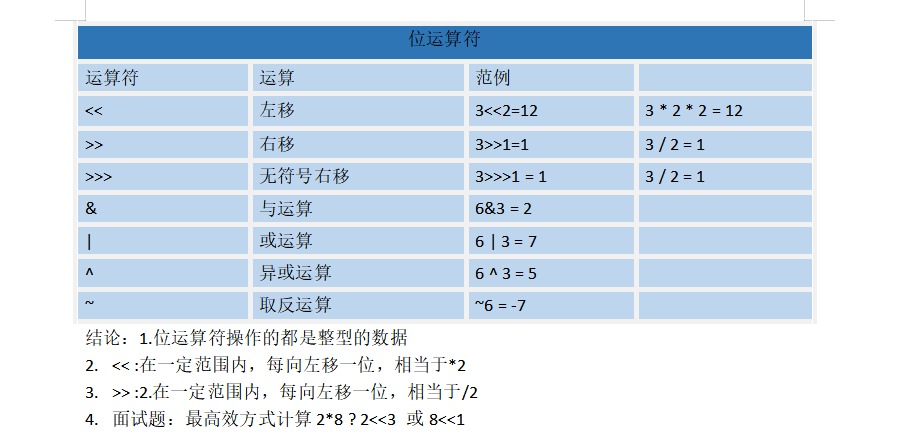 位运算符
运算符 运算 范例
<< 左移 3<<2=12 3 * 2 * 2 = 12
>> 右移 3>>1=1 3 / 2 = 1
>>> 无符号右移 3>>>1 = 1 3 / 2 = 1
& 与运算 6&3 = 2
| 或运算 6 | 3 = 7
^ 异或运算 6 ^ 3 = 5
~ 取反运算 ~6 = -7
结论：1.位运算符操作的都是整型的数据
2. << :在一定范围内，每向左移一位，相当于*2
3. >> :2.在一定范围内，每向左移一位，相当于/2
4. 面试题：最高效方式计算 2*8 ? 2<<3 或 8<<1